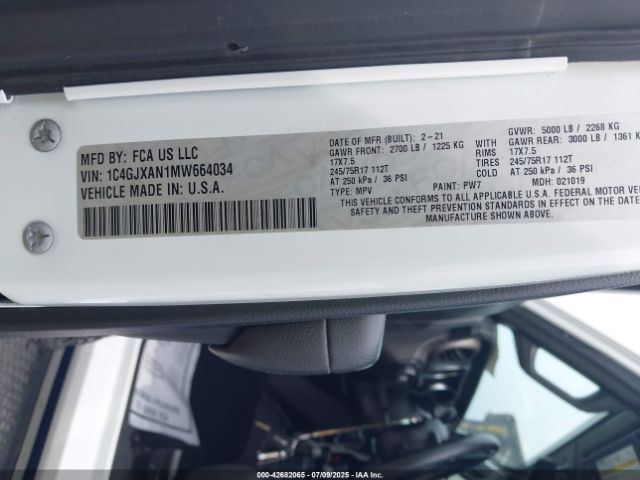 MFD BY: FCA US LLC
VIN: 1C4GJXAN1MW664034
VEHICLE MADE IN U.S.A.
DATE OF MFR (BUILT): 2-21
GAWR FRONT: 2700 LB / 1225 KG
17X7.5
245/75R17 112T
AT 250 kPa / 36 PSI
TYPE: MPV
PAINT: PW7
WITH
RIMS
TIRES
GVWR: 5000 LB / 2268 KG
GAWR REAR: 3000 LB / 1361 KG
17X7.5
245/75R17 112T
AT 250 kPa / 36 PSI
MDH: 021019
THIS VEHICLE CONFORMS TO ALL APPLICABLE U.S.A. FEDERAL MOTOR
SAFETY AND THEFT PREVENTION STANDARDS IN EFFECT ON THE DATE
MANUFACTURE SHOWN ABOVE.
000-42682065 | 07/09/2025 | IAA INC.